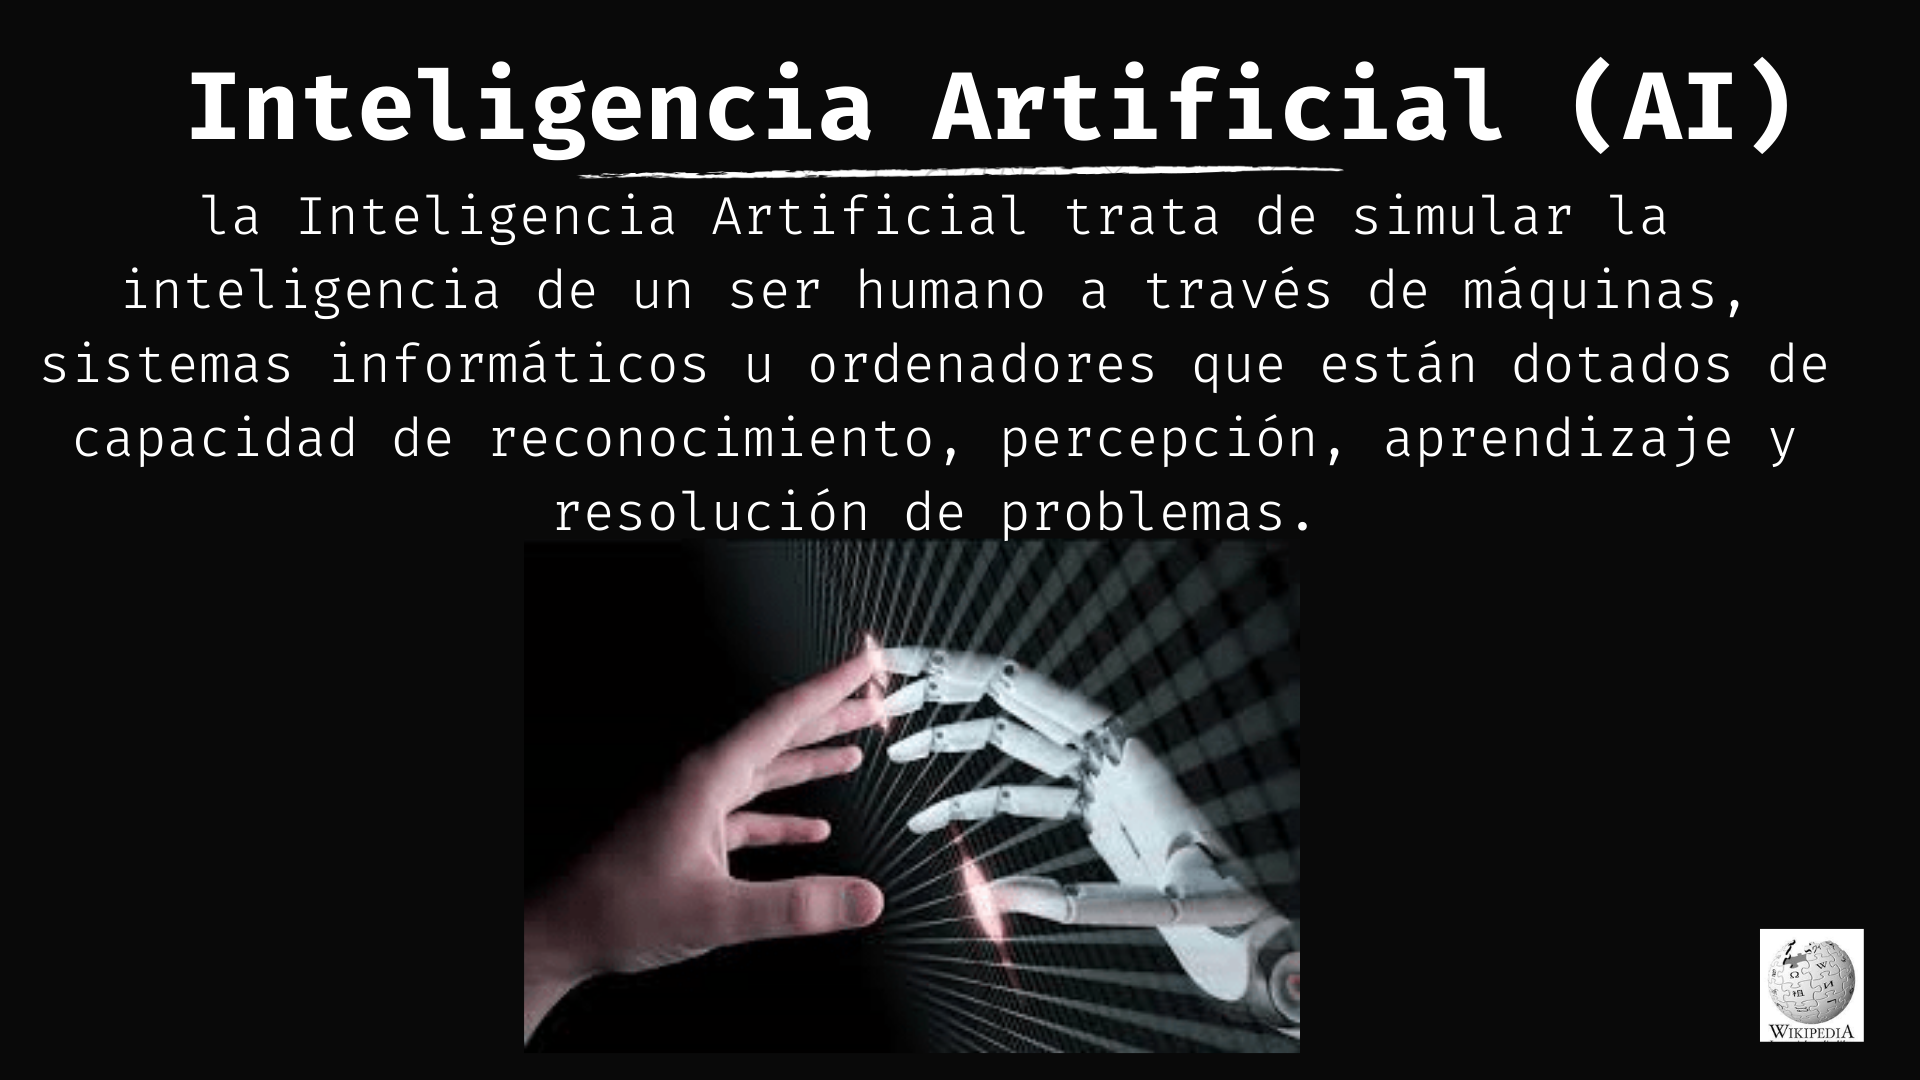 Inteligencia Artificial (AI)
la Inteligencia Artificial trata de simular la
inteligencia de un ser humano a través de máquinas,
sistemas informáticos u ordenadores que están dotados de
capacidad de reconocimiento, percepción, aprendizaje y
resolución de problemas.
WIKIPEDIA